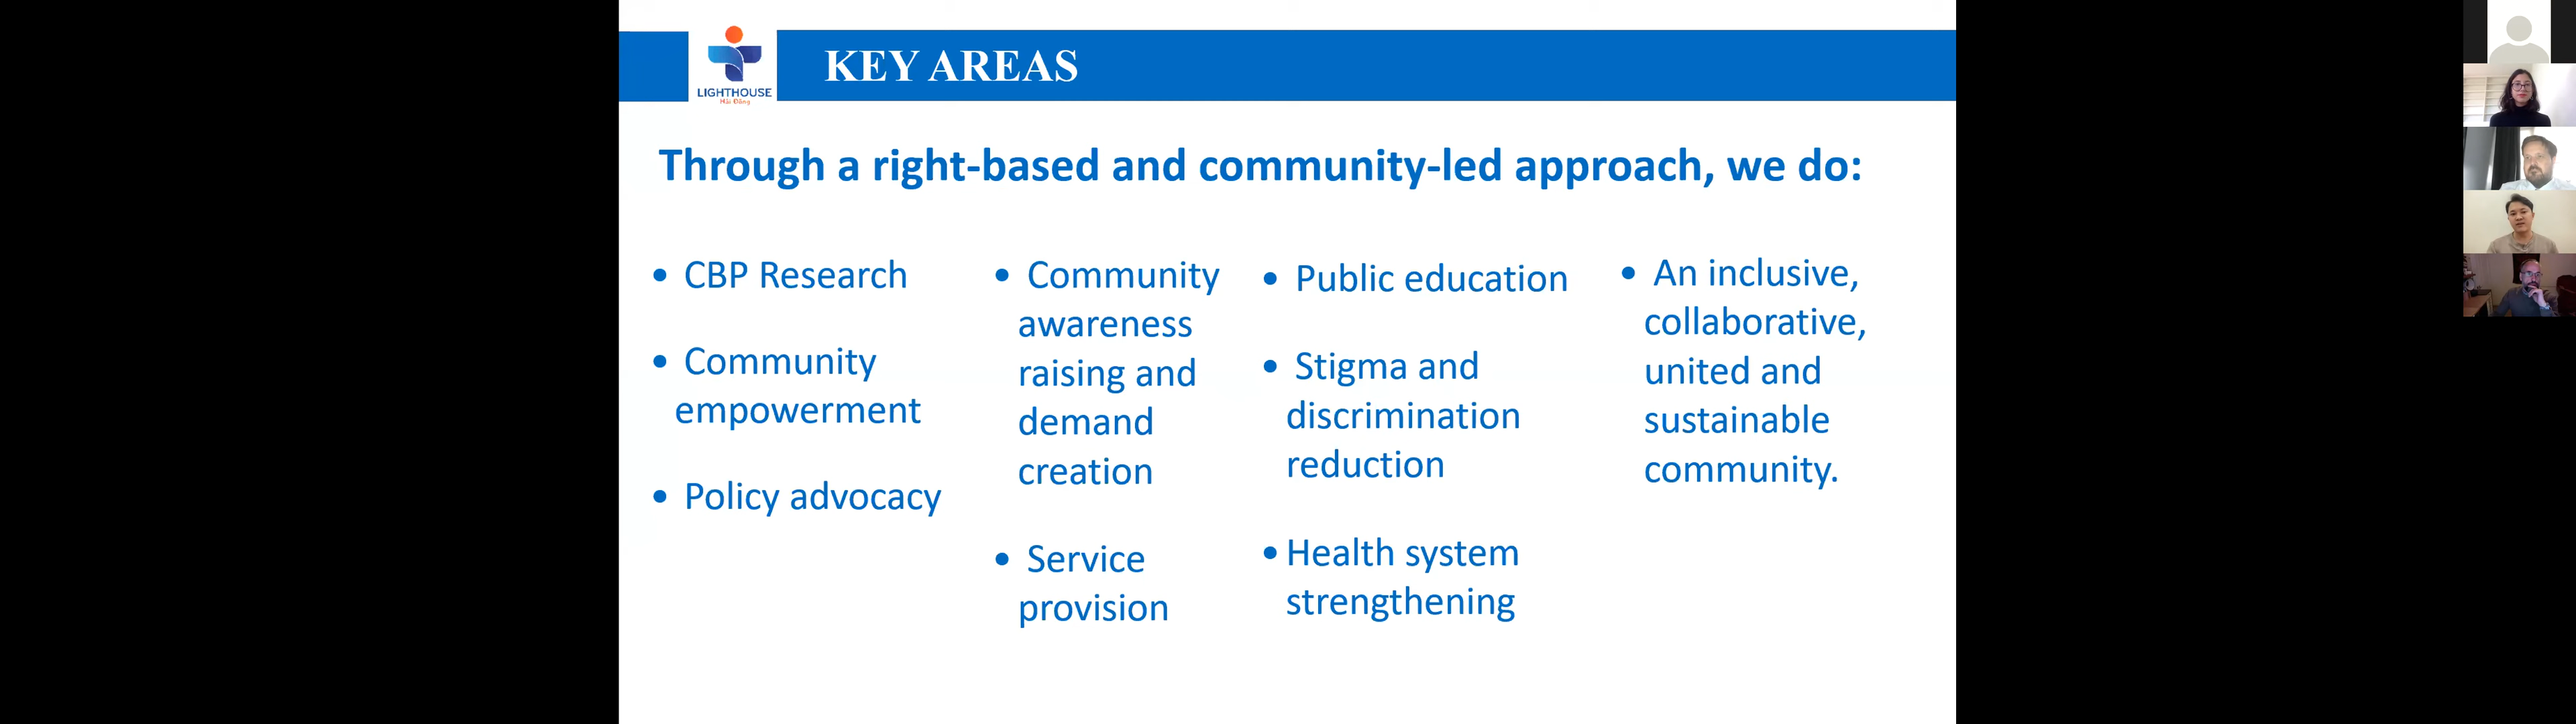 LIGHTHOUSE
Hải Đăng
KEY AREAS
Through a right-based and community-led approach, we do:
• CBP Research
• Community
empowerment
• Policy advocacy
• Community
awareness
raising and
demand
creation
• Service
provision
• Public education
• Stigma and
discrimination
reduction
• Health system
strengthening
• An inclusive,
collaborative,
united and
sustainable
community.